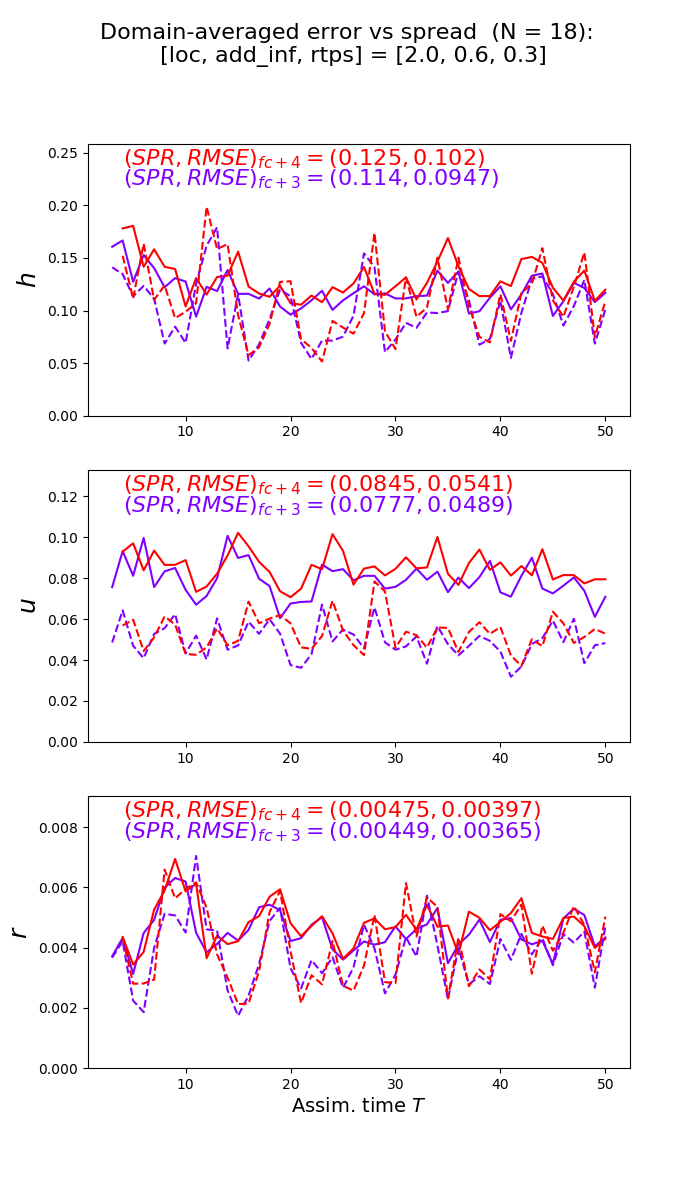 Domain-averaged error vs spread (N = 18):
[loc, add_inf, rtps] = [2.0, 0.6, 0.3]
0.25
0.20
0.15
0.10
0.05
0.00
h
(SPR, RMSE)fc+4 = (0.125, 0.102)
(SPR, RMSE)fc+3 = (0.114, 0.0947)
10 20 30 40 50
0.12
0.10
0.08
0.06
0.04
0.02
0.00
u
(SPR, RMSE)fc+4 = (0.0845, 0.0541)
(SPR, RMSE)fc+3 = (0.0777, 0.0489)
10 20 30 40 50
0.008
0.006
0.004
0.002
0.000
r
(SPR, RMSE)fc+4 = (0.00475, 0.00397)
(SPR, RMSE)fc+3 = (0.00449, 0.00365)
10 20 30 40 50
Assim. time T